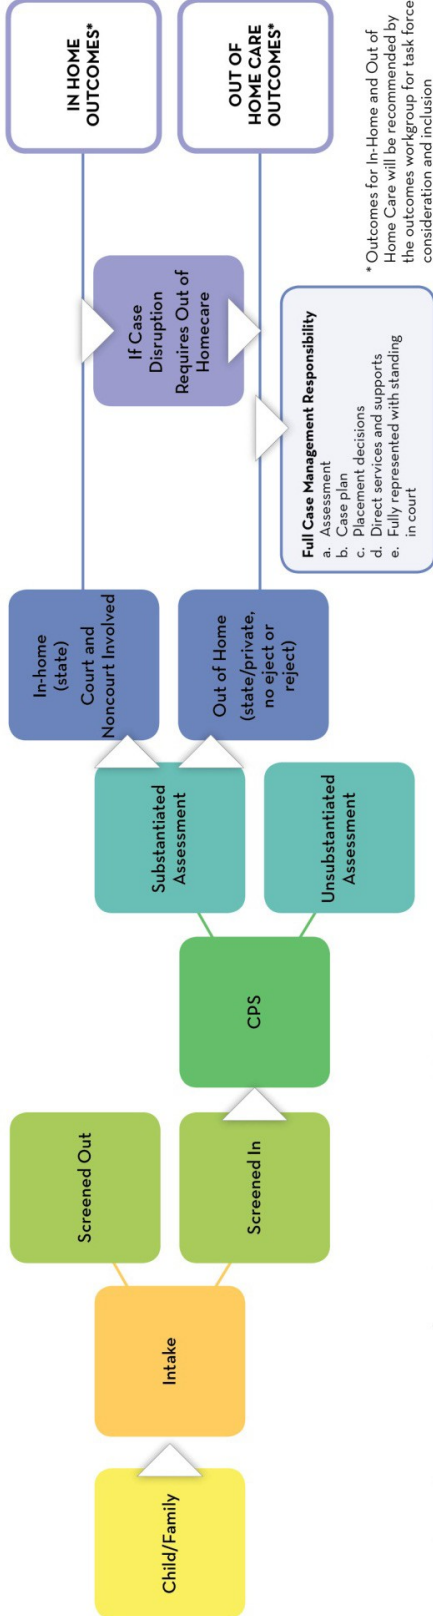 Child/Family
Intake
Screened Out
Screened In
CPS
Substantiated
Assessment
Unsubstantiated
Assessment
In-home
(state)
Court and
Noncourt Involved
Out of Home
(state/private,
no eject or
reject)
If Case
Disruption
Requires Out of
Homecare
Full Case Management Responsibility
a. Assessment
b. Case plan
c. Placement decisions
d. Direct services and supports
e. Fully represented with standing
in court
IN HOME
OUTCOMES*
OUT OF
HOME CARE
OUTCOMES*
* Outcomes for In-Home and Out of
Home Care will be recommended by
the outcomes workgroup for task force
consideration and inclusion